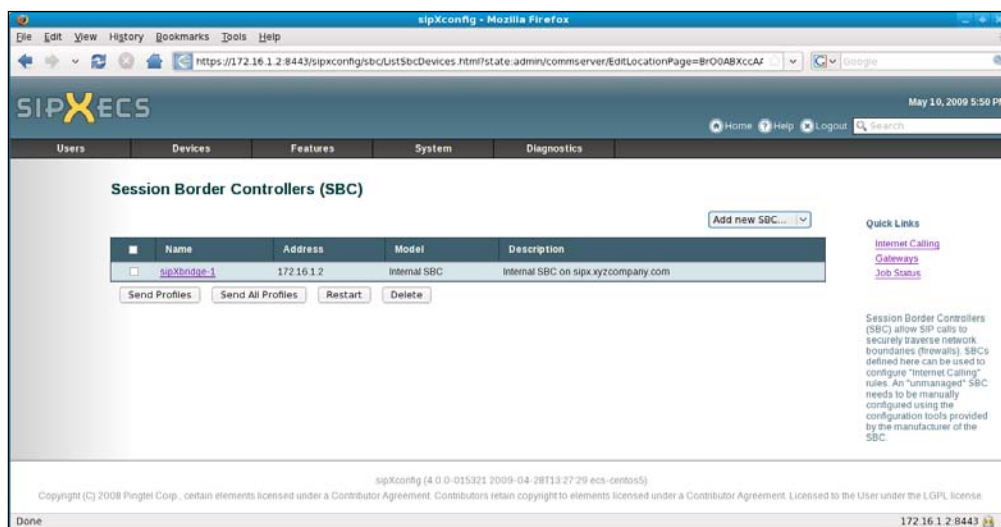 sipXconfig - Mozilla Firefox
File Edit View History Bookmarks Tools Help
https://172.16.1.2:8443/sipxconfig/sbc/ListSbcDevices.html?state:admin/commserver/EditLocationPage=BrO0ABXccAF
Google
SIPXECS
May 10, 2009 5:50 PM
Home Help Logout Search
Users Devices Features System Diagnostics
Session Border Controllers (SBC)
Add new SBC...
Name Address Model Description
sipXbridge-1 172.16.1.2 Internal SBC Internal SBC on sipx.xyzcompany.com
Send Profiles Send All Profiles Restart Delete
Quick Links
Internet Calling
Gateways
Job Status
Session Border Controllers
(SBC) allow SIP calls to
securely traverse network
boundaries (firewalls). SBCs
defined here can be used to
configure "Internet Calling"
rules. An "unmanaged" SBC
needs to be manually
configured using the
configuration tools provided
by the manufacturer of the
SBC.
sipXconfig (4.0.0-015321 2009-04-28T13:27:29 ecs-centos5)
Copyright (C) 2008 Pingtel Corp., certain elements licensed under a Contributor Agreement. Contributors retain copyright to elements licensed under a Contributor Agreement. Licensed to the User under the LGPL license
Done 172.16.1.2:8443